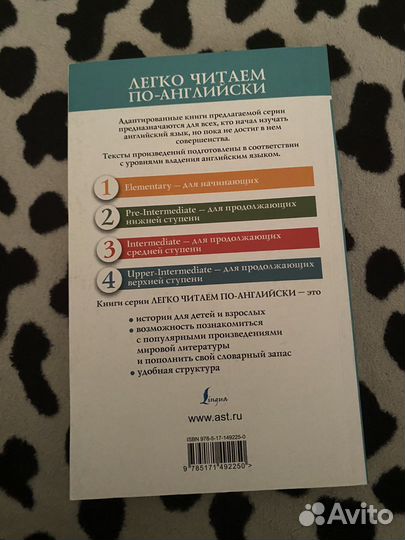 ЛЕГКО ЧИТАЕМ
ПО-АНГЛИЙСКИ
Адаптированные книги предлагаемой серии
предназначаются для всех, кто начал изучать
английский язык, но пока не достиг в нем
совершенства.
Тексты произведений подготовлены в соответствии
с уровнями владения английским языком.
1 Elementary — для начинающих
2 Pre-Intermediate — для продолжающих
нижней ступени
3 Intermediate — для продолжающих
средней ступени
4 Upper-Intermediate — для продолжающих
верхней ступени
Книги серии ЛЕГКО ЧИТАЕМ ПО-АНГЛИЙСКИ — это
• истории для детей и взрослых
• возможность познакомиться
с популярными произведениями
мировой литературы
и пополнить свой словарный запас
• удобная структура
Lingua
www.ast.ru
ISBN 978-5-17-149225-0
9 785171 492250>
Avito